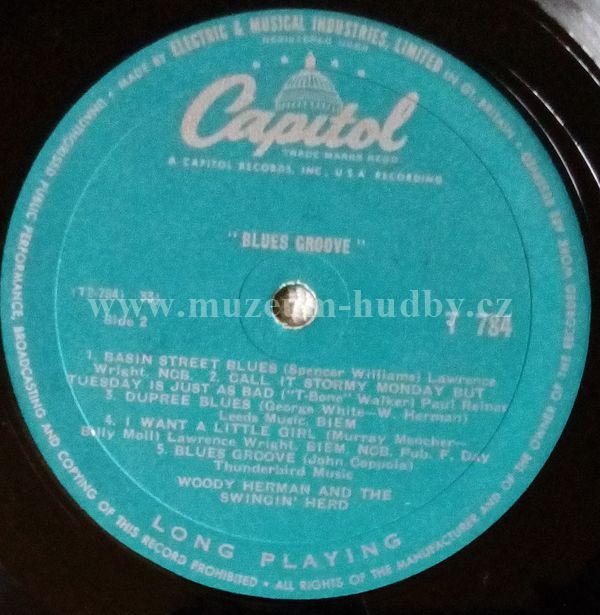 MADE BY ELECTRIC & MUSICAL INDUSTRIES, LIMITED IN GT. BRITAIN
REGISTERED USER
Capitol
TRADE MARKS REGD
A CAPITOL RECORDS, INC., U.S.A. RECORDING
"BLUES GROOVE"
www.muzeum-hudby.cz
Side 2
T 784
1. BASIN STREET BLUES (Spencer Williams) Lawrence
Wright, NCB. 2. CALL IT STORMY MONDAY BUT
TUESDAY IS JUST AS BAD ("T-Bone" Walker) Paul Reiner
3. DUPREE BLUES (George White—W. Herman)
Leeds Music, BIEM
4. I WANT A LITTLE GIRL (Murray Mencher—
Billy Moll) Lawrence Wright, BIEM, NCB. Pub. F. Day
5. BLUES GROOVE (John Coppola)
Thunderbird Music
WOODY HERMAN AND THE
SWINGIN' HERD
LONG PLAYING
ALL RIGHTS OF THE MANUFACTURER AND OF THE OWNER OF THE RECORDED WORK RESERVED
UNAUTHORISED PUBLIC PERFORMANCE, BROADCASTING AND COPYING OF THIS RECORD PROHIBITED